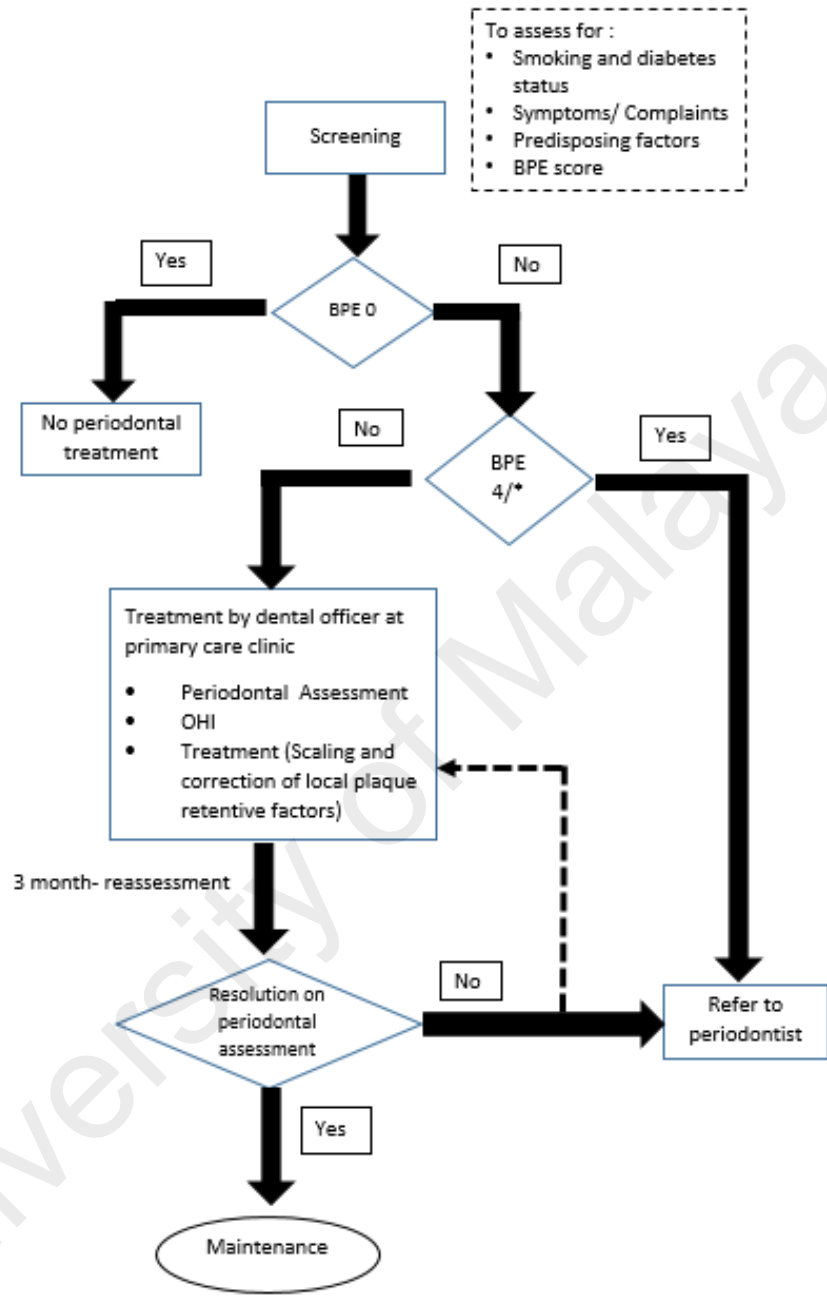 To assess for :
• Smoking and diabetes
status
• Symptoms/ Complaints
• Predisposing factors
• BPE score
Screening
Yes
No
BPE 0
No periodontal
treatment
No
Yes
BPE
4/*
Treatment by dental officer at
primary care clinic
• Periodontal Assessment
• OHI
• Treatment (Scaling and
correction of local plaque
retentive factors)
3 month- reassessment
Resolution on
periodontal
assessment
No
Refer to
periodontist
Yes
Maintenance
iversity of Malaya